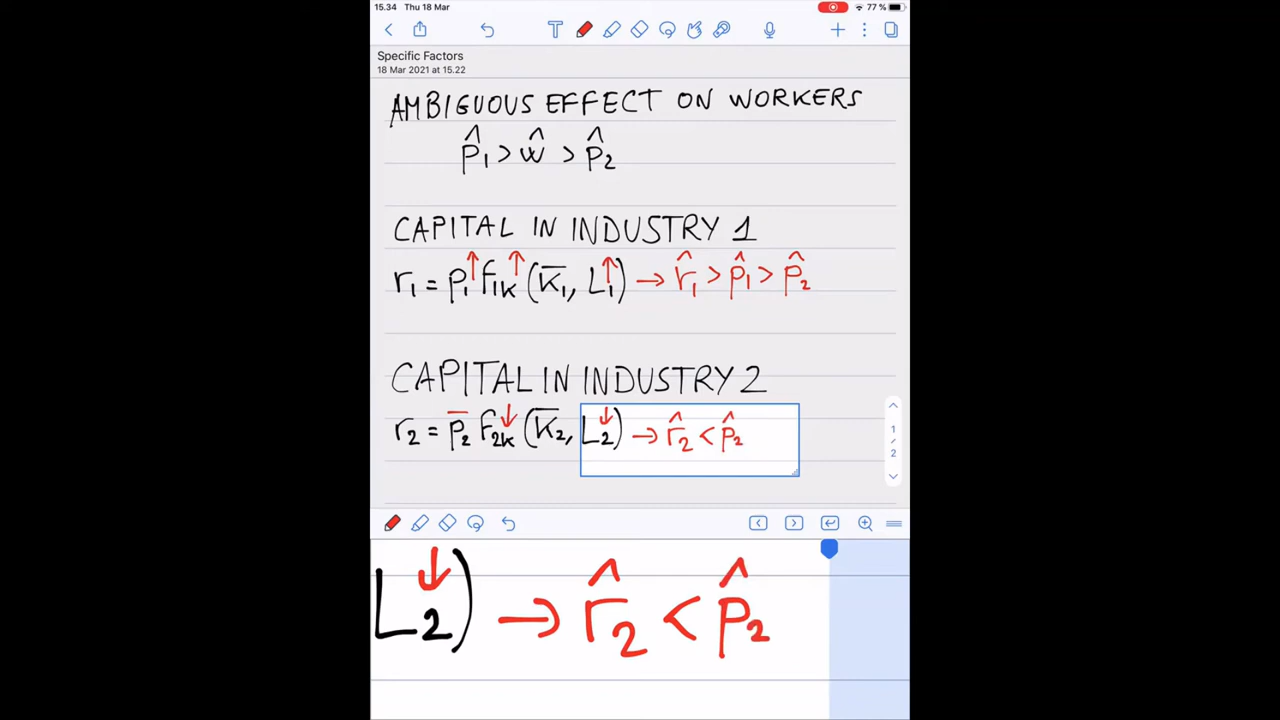 15.34 Thu 18 Mar 77 %
Specific Factors
18 Mar 2021 at 15.22
AMBIGUOUS EFFECT ON WORKERS
p̂₁ > ŵ > p̂₂
CAPITAL IN INDUSTRY 1
r₁ = p₁↑ F₁ₖ↑ (K̅₁, L₁↑) → r̂₁ > p̂₁ > p̂₂
CAPITAL IN INDUSTRY 2
r₂ = p̅₂ F₂ₖ↓ (K̅₂, L₂↓) → r̂₂ < p̂₂
1
/
2
L₂↓) → r̂₂ < p̂₂